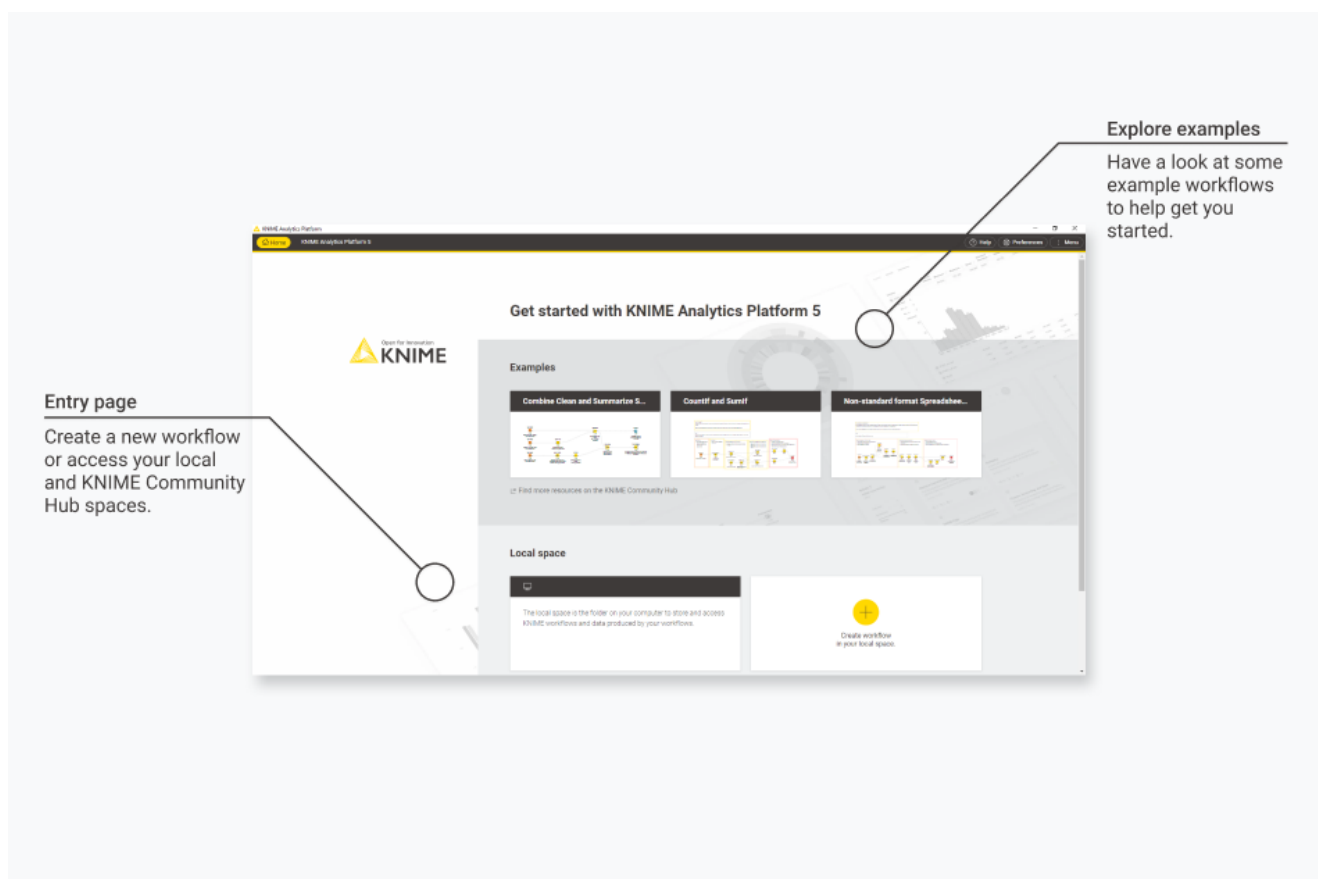 Explore examples
Have a look at some
example workflows
to help get you
started.
KNIME Analytics Platform
Home
KNIME Analytics Platform 5
Help
Preferences
Menu
Get started with KNIME Analytics Platform 5
Open for Innovation
KNIME
Entry page
Create a new workflow
or access your local
and KNIME Community
Hub spaces.
Examples
Combine Clean and Summarize S...
CountIf and SumIf
Non-standard format Spreadshee...
Find more resources on the KNIME Community Hub
Local space
The local space is the folder on your computer to store and access
KNIME workflows and data produced by your workflows.
Create workflow
in your local space.